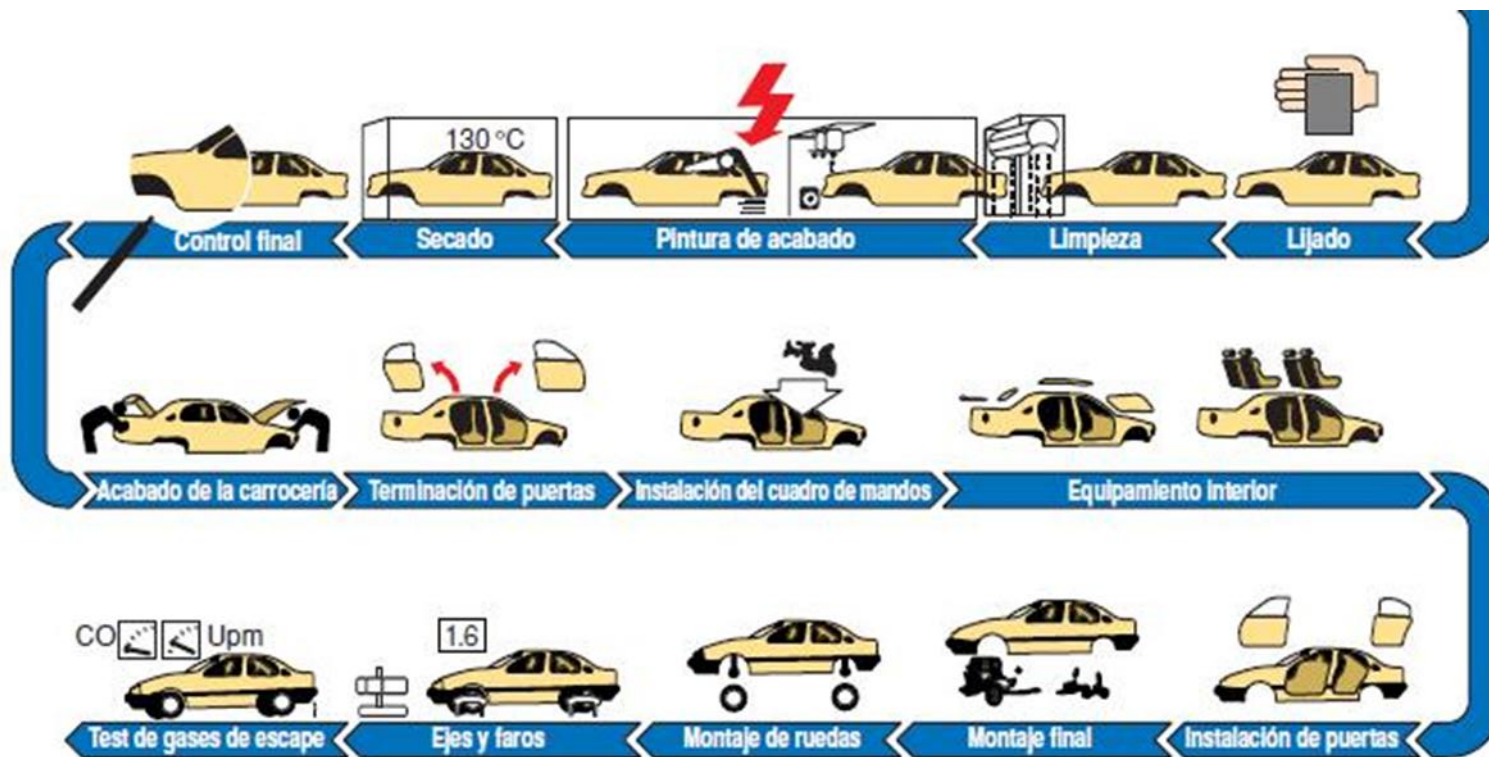 130 °C
Control final
Secado
Pintura de acabado
Limpieza
Lijado
Acabado de la carrocería
Terminación de puertas
Instalación del cuadro de mandos
Equipamiento interior
CO
Upm
1.6
Test de gases de escape
Ejes y faros
Montaje de ruedas
Montaje final
Instalación de puertas